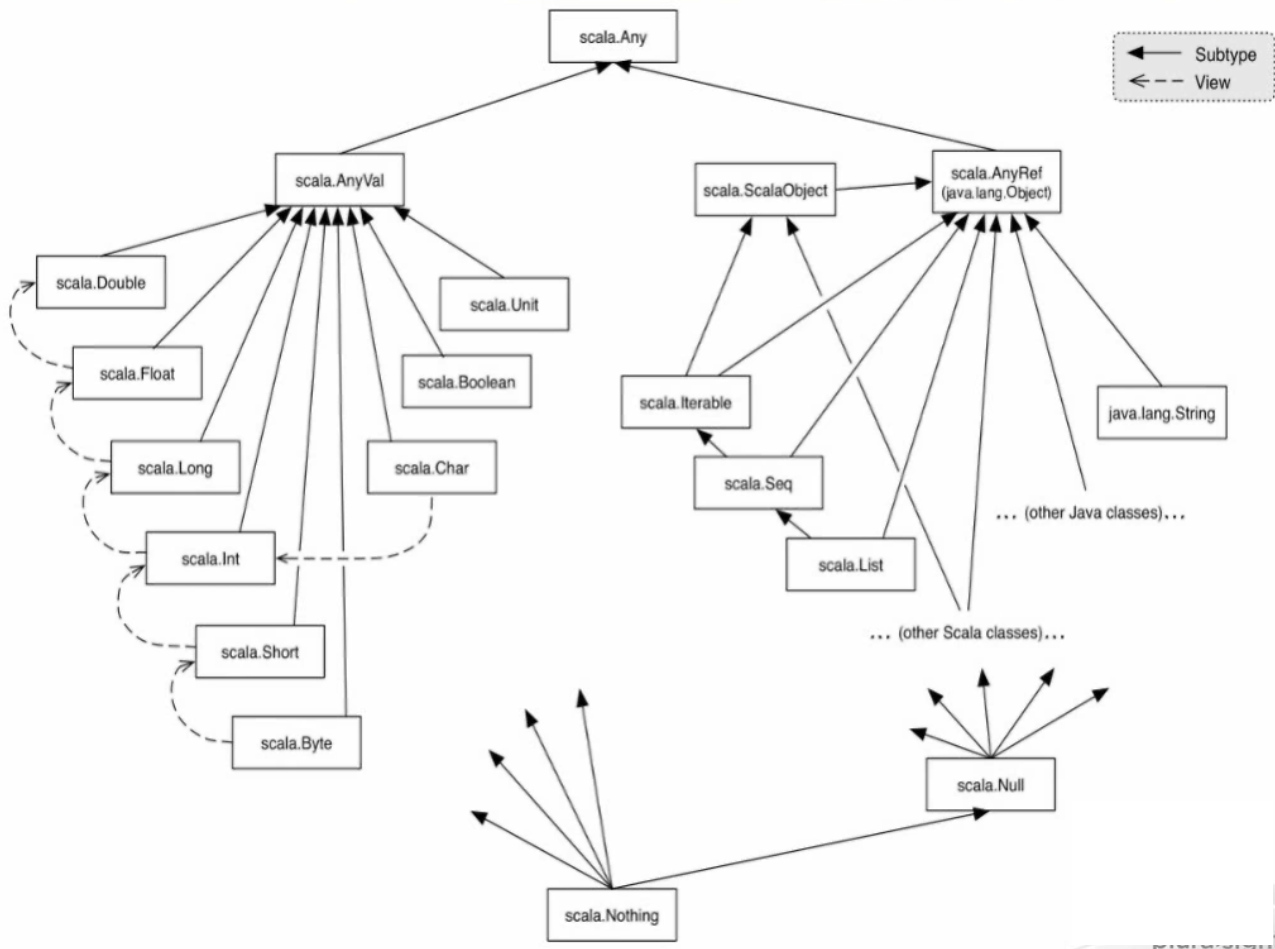 scala.Any
Subtype
View
scala.AnyVal
scala.ScalaObject
scala.AnyRef
(java.lang.Object)
scala.Double
scala.Unit
scala.Float
scala.Boolean
scala.Iterable
java.lang.String
scala.Long
scala.Char
scala.Seq
... (other Java classes)...
scala.Int
scala.List
... (other Scala classes)...
scala.Short
scala.Byte
scala.Null
scala.Nothing